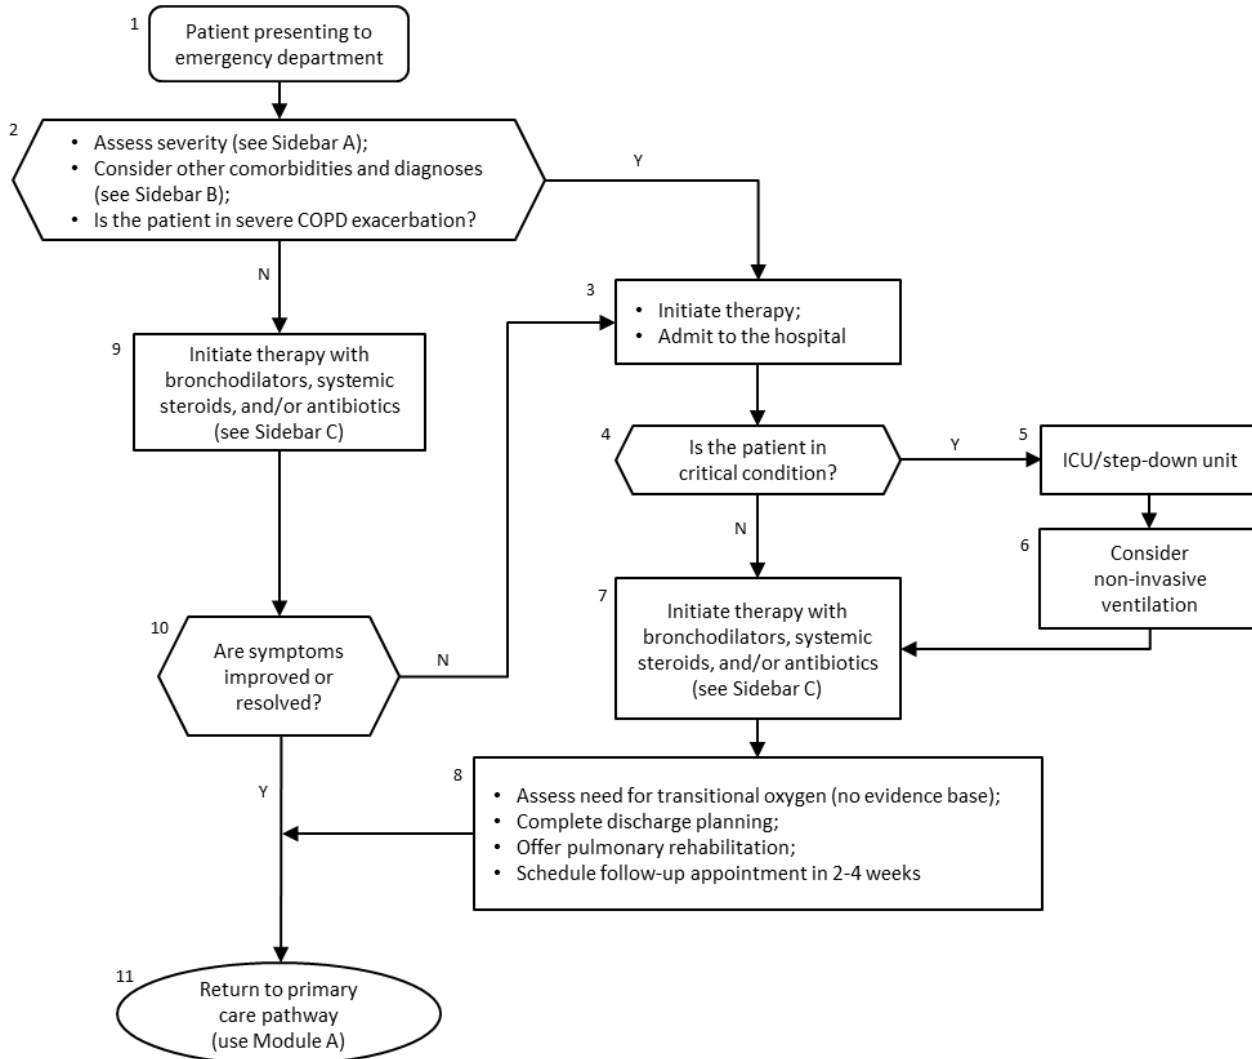 1
Patient presenting to
emergency department
2
• Assess severity (see Sidebar A);
• Consider other comorbidities and diagnoses
(see Sidebar B);
• Is the patient in severe COPD exacerbation?
Y
N
3
• Initiate therapy;
• Admit to the hospital
4
Is the patient in
critical condition?
Y
5
ICU/step-down unit
6
Consider
non-invasive
ventilation
N
7
Initiate therapy with
bronchodilators, systemic
steroids, and/or antibiotics
(see Sidebar C)
8
• Assess need for transitional oxygen (no evidence base);
• Complete discharge planning;
• Offer pulmonary rehabilitation;
• Schedule follow-up appointment in 2-4 weeks
9
Initiate therapy with
bronchodilators, systemic
steroids, and/or antibiotics
(see Sidebar C)
10
Are symptoms
improved or
resolved?
N
Y
11
Return to primary
care pathway
(use Module A)